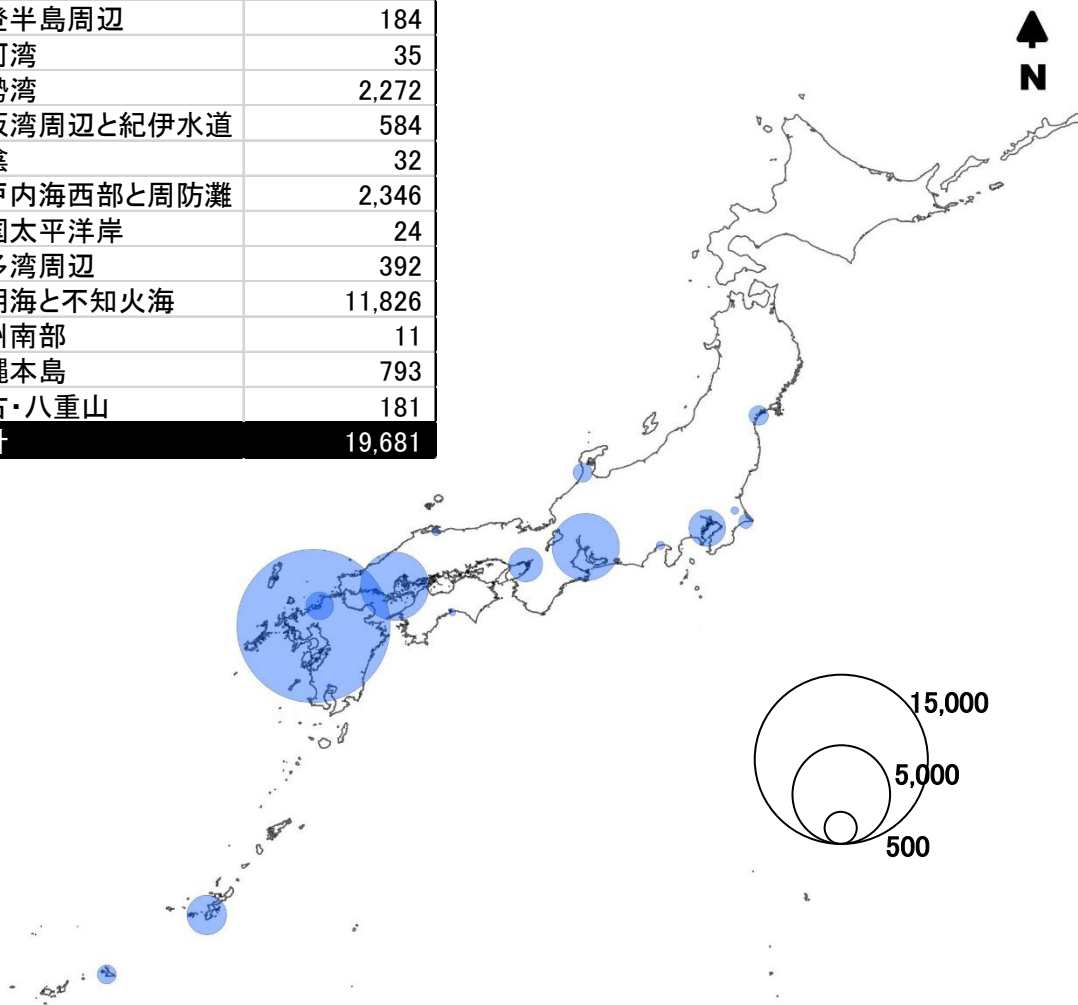 登半島周辺 184
湾 35
勢湾 2,272
阪湾周辺と紀伊水道 584
陰 32
戸内海西部と周防灘 2,346
国太平洋岸 24
多湾周辺 392
明海と不知火海 11,826
州南部 11
縄本島 793
古・八重山 181
計 19,681
N
15,000
5,000
500